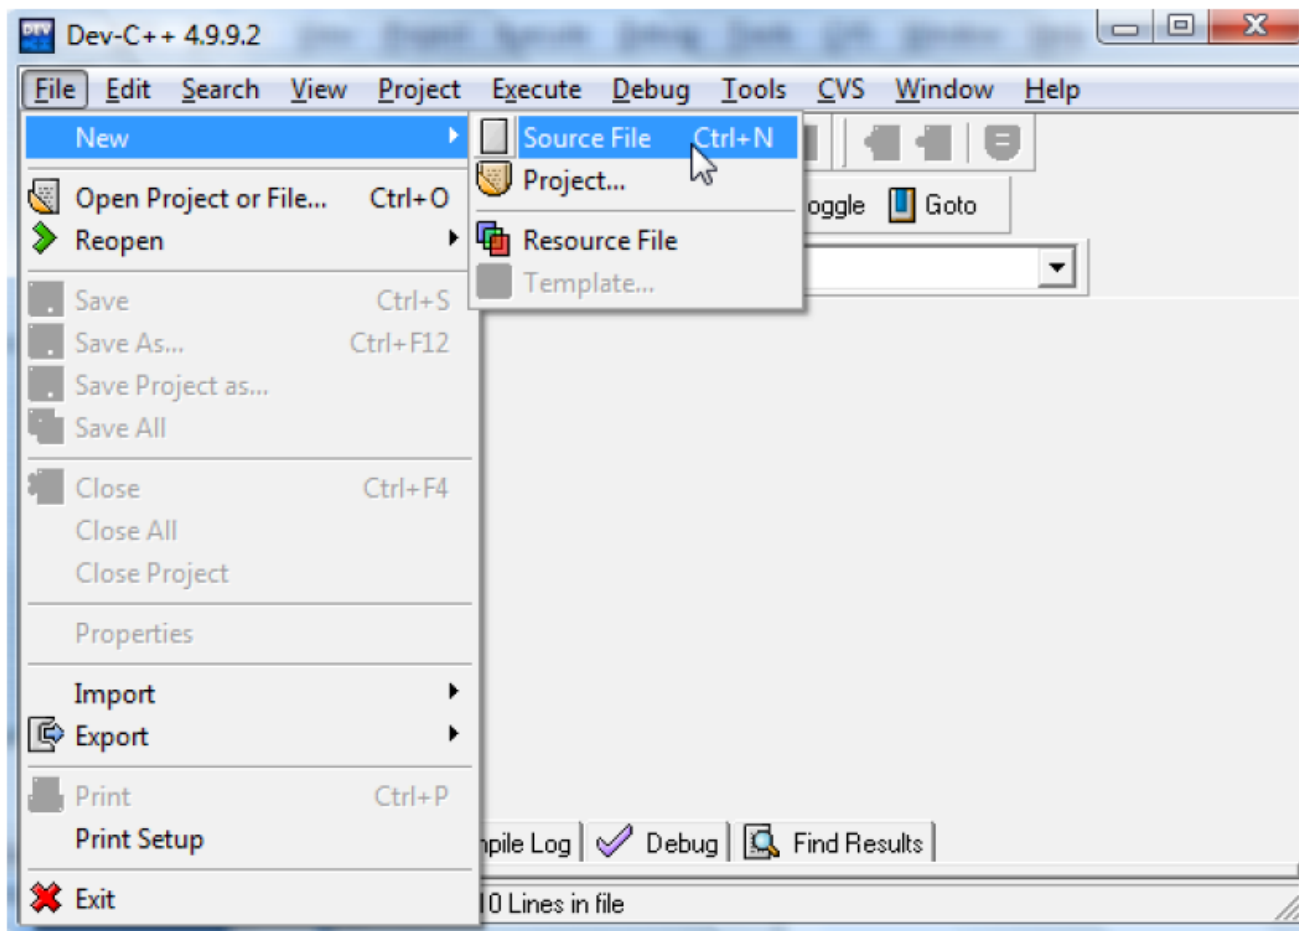 Dev-C++ 4.9.9.2
File Edit Search View Project Execute Debug Tools CVS Window Help
New
Source File Ctrl+N
Project...
Resource File
Template...
Open Project or File... Ctrl+O
Reopen
Save Ctrl+S
Save As... Ctrl+F12
Save Project as...
Save All
Close Ctrl+F4
Close All
Close Project
Properties
Import
Export
Print Ctrl+P
Print Setup
Exit
oggle Goto
npile Log Debug Find Results
10 Lines in file